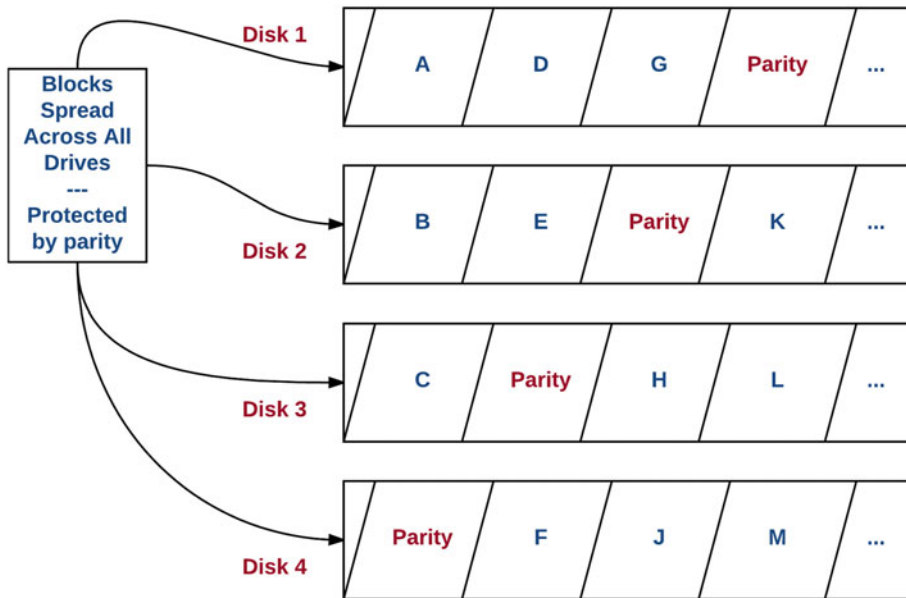 Disk 1
A D G Parity ...
Blocks
Spread
Across All
Drives
---
Protected
by parity
B E Parity K ...
Disk 2
C Parity H L ...
Disk 3
Parity F J M ...
Disk 4